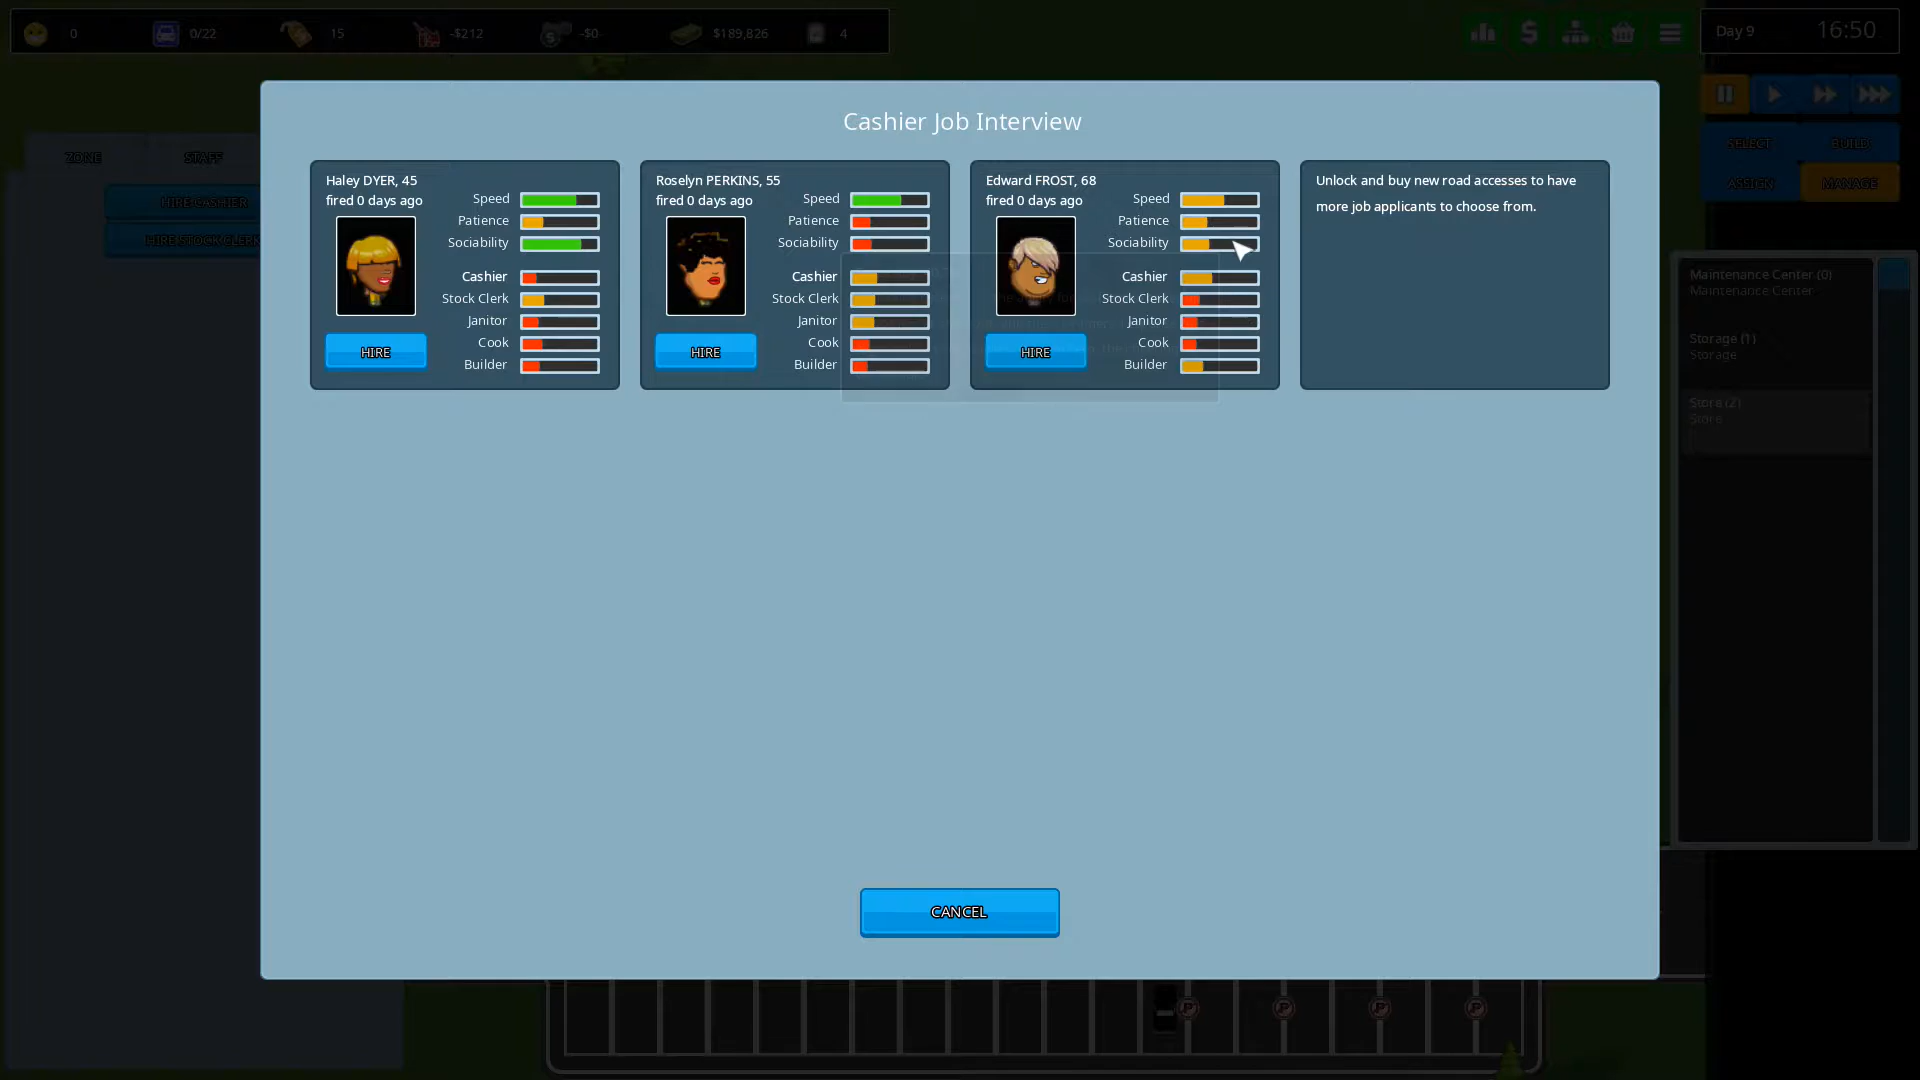 0
0/22
15
-$212
-$0
$189,826
4
Day 9
16:50
Cashier Job Interview
ZONE
STAFF
HIRE CASHIER
HIRE STOCK CLERK
Haley DYER, 45
fired 0 days ago
Speed
Patience
Sociability
Cashier
Stock Clerk
Janitor
Cook
Builder
HIRE
Roselyn PERKINS, 55
fired 0 days ago
Speed
Patience
Sociability
Cashier
Stock Clerk
Janitor
Cook
Builder
HIRE
Edward FROST, 68
fired 0 days ago
Speed
Patience
Sociability
Cashier
Stock Clerk
Janitor
Cook
Builder
HIRE
Unlock and buy new road accesses to have
more job applicants to choose from.
SELECT
BUILD
ASSIGN
MANAGE
Maintenance Center (0)
Maintenance Center
Storage (1)
Storage
Store (2)
Store
CANCEL
P
P
P
P